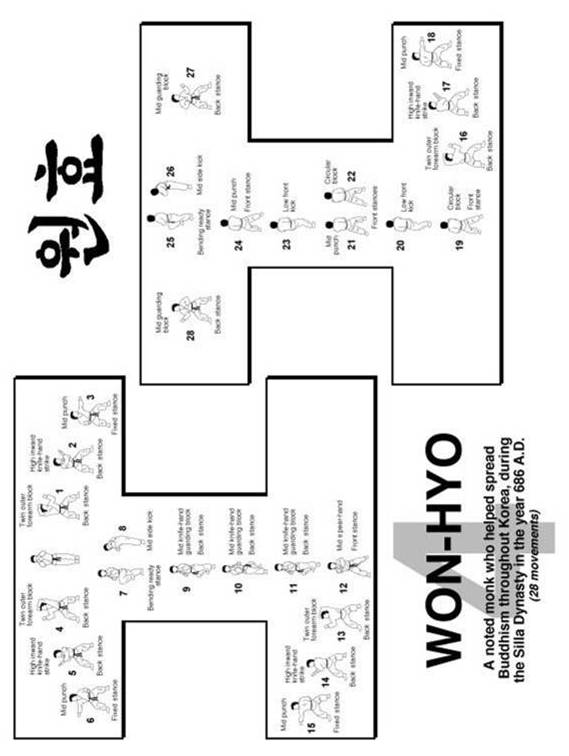 원효
Twin outer
forearm block
1
Back stance
High inward
knife-hand
strike
2
Back stance
Mid punch
3
Fixed stance
Twin outer
forearm block
4
Back stance
High inward
knife-hand
strike
5
Back stance
Mid punch
6
Fixed stance
7
Bending ready
stance
8
Mid side kick
9
Mid knife-hand
guarding block
Back stance
10
Mid knife-hand
guarding block
Back stance
11
Mid knife-hand
guarding block
Back stance
12
Mid spear-hand
Front stance
Twin outer
forearm block
13
Back stance
High inward
knife-hand
strike
14
Back stance
Mid punch
15
Fixed stance
Twin outer
forearm block
16
Back stance
High inward
knife-hand
strike
17
Back stance
Mid punch
18
Fixed stance
19
Circular
block
Front
stance
20
Low front
kick
Mid
punch
21
Circular
block
22
Front stances
23
Low front
kick
24
Mid punch
Front stance
25
Bending ready
stance
26
Mid side kick
Mid guarding
block
27
Back stance
Mid guarding
block
28
Back stance
4
WON-HYO
A noted monk who helped spread
Buddhism throughout Korea, during
the Silla Dynasty in the year 686 A.D.
(28 movements)